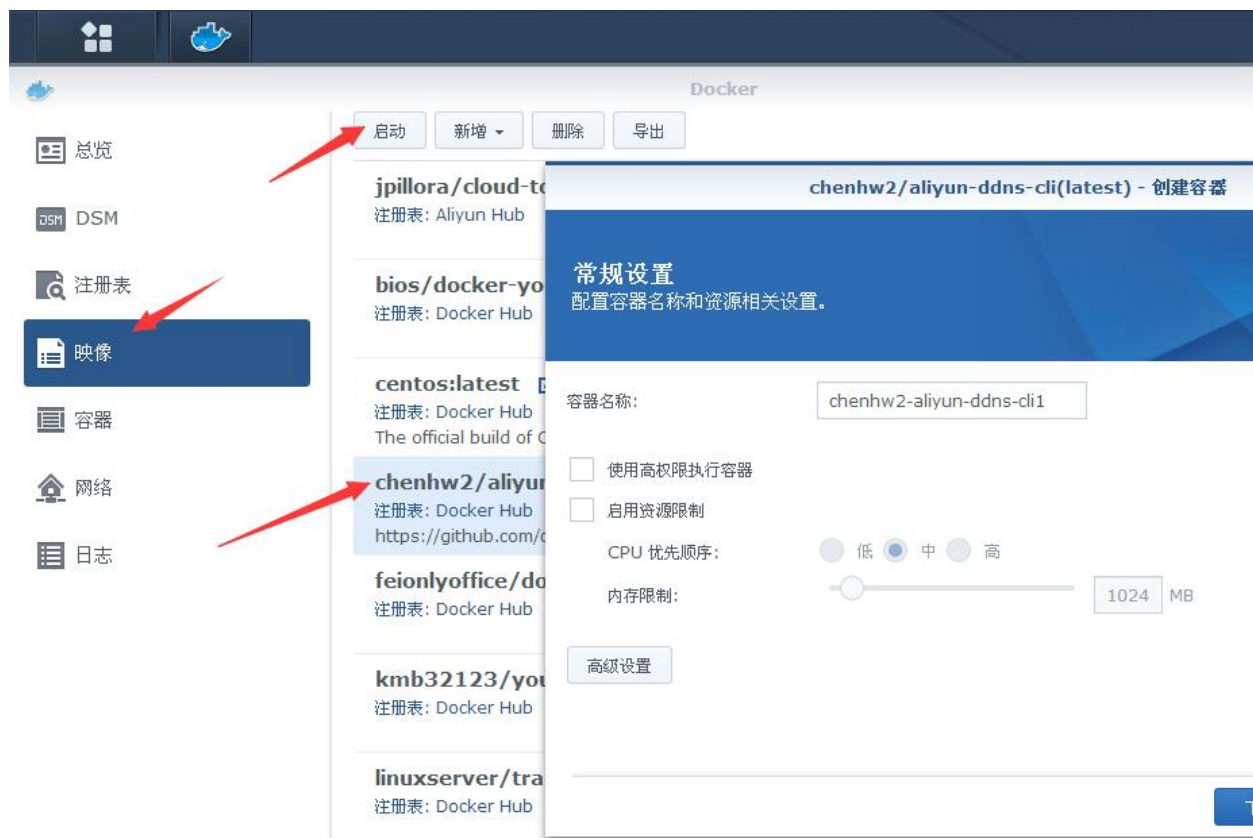 Docker
总览
DSM
DSM
注册表
映像
容器
网络
日志
启动
新增
删除
导出
jpillora/cloud-to
注册表: Aliyun Hub
bios/docker-yo
注册表: Docker Hub
centos:latest
注册表: Docker Hub
The official build of C
chenhw2/aliyun
注册表: Docker Hub
https://github.com/c
feionlyoffice/do
注册表: Docker Hub
kmb32123/you
注册表: Docker Hub
linuxserver/tra
注册表: Docker Hub
chenhw2/aliyun-ddns-cli(latest) - 创建容器
常规设置
配置容器名称和资源相关设置。
容器名称:
chenhw2-aliyun-ddns-cli1
使用高权限执行容器
启用资源限制
CPU 优先顺序:
低 中 高
内存限制:
1024 MB
高级设置